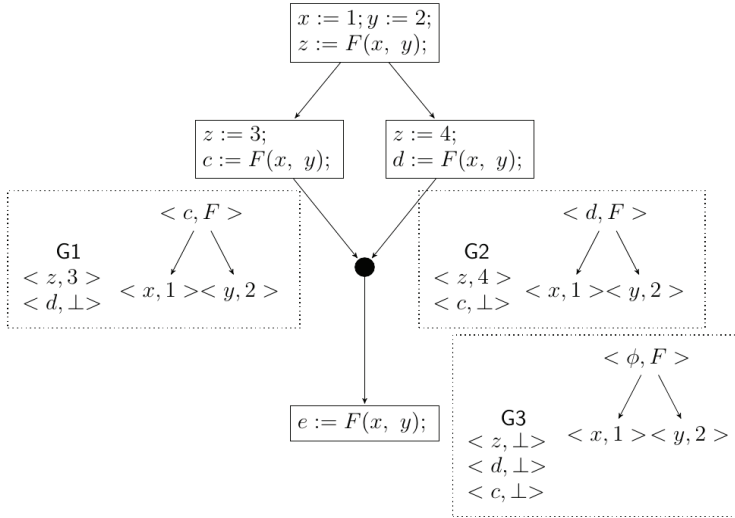 x := 1; y := 2;
z := F(x, y);
z := 3;
c := F(x, y);
z := 4;
d := F(x, y);
< c, F >
G1
< z, 3 >
< d, ⊥>
< x, 1 >< y, 2 >
< d, F >
G2
< z, 4 >
< c, ⊥>
< x, 1 >< y, 2 >
e := F(x, y);
< ϕ, F >
G3
< z, ⊥>
< d, ⊥>
< c, ⊥>
< x, 1 >< y, 2 >